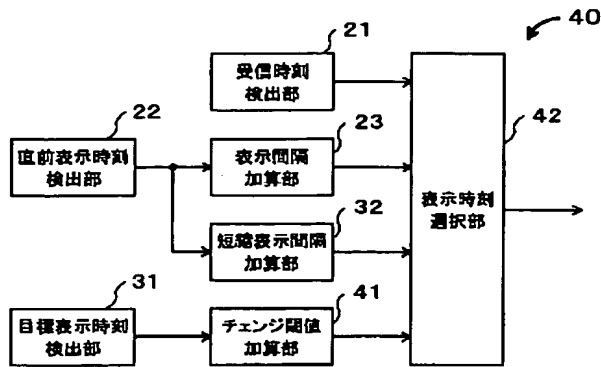 40
21
受信時刻
検出部
42
22
直前表示時刻
検出部
23
表示間隔
加算部
表示時刻
選択部
32
短縮表示間隔
加算部
31
目標表示時刻
検出部
41
チェンジ閾値
加算部